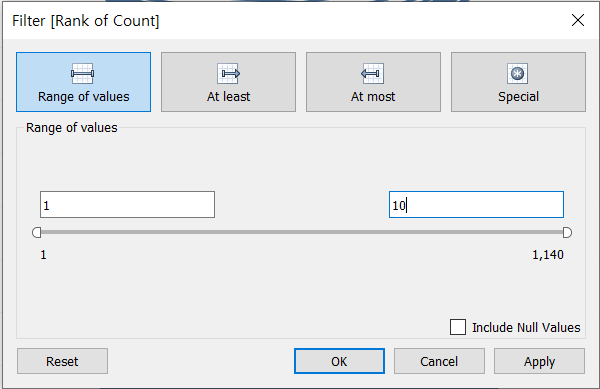 Filter [Rank of Count]
Range of values
At least
At most
Special
Range of values
1
10
1
1,140
Include Null Values
Reset
OK
Cancel
Apply